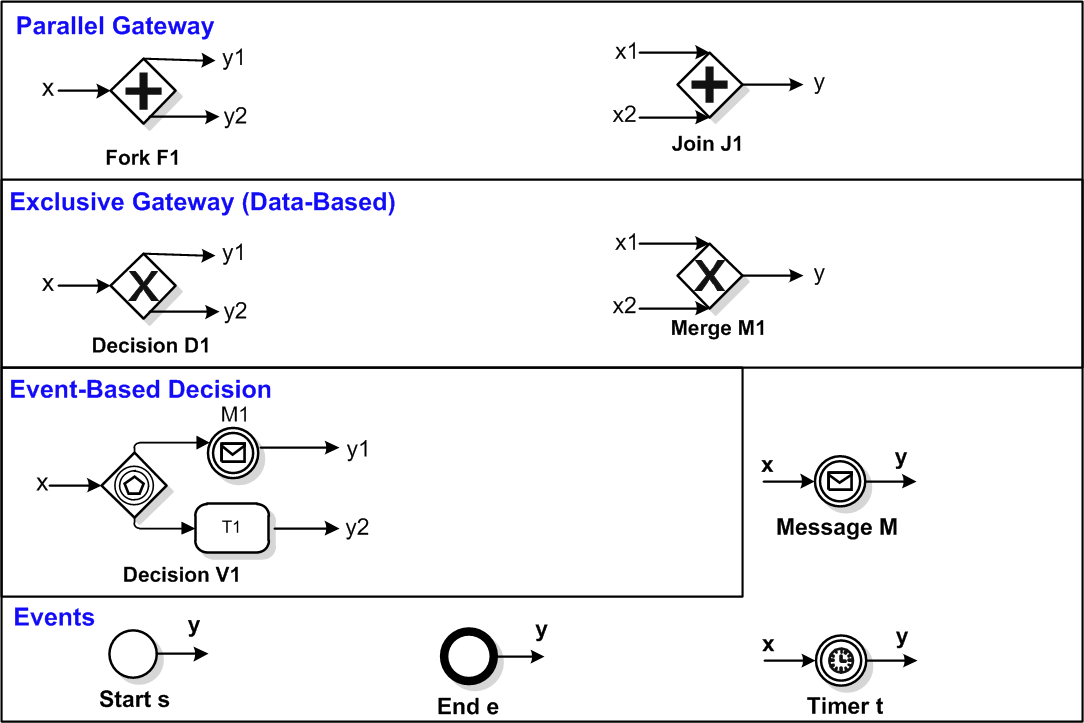 Parallel Gateway
x
y1
y2
Fork F1
x1
x2
y
Join J1
Exclusive Gateway (Data-Based)
x
X
y1
y2
Decision D1
x1
x2
X
y
Merge M1
Event-Based Decision
x
M1
y1
T1
y2
Decision V1
x
y
Message M
Events
y
Start s
y
End e
x
y
Timer t